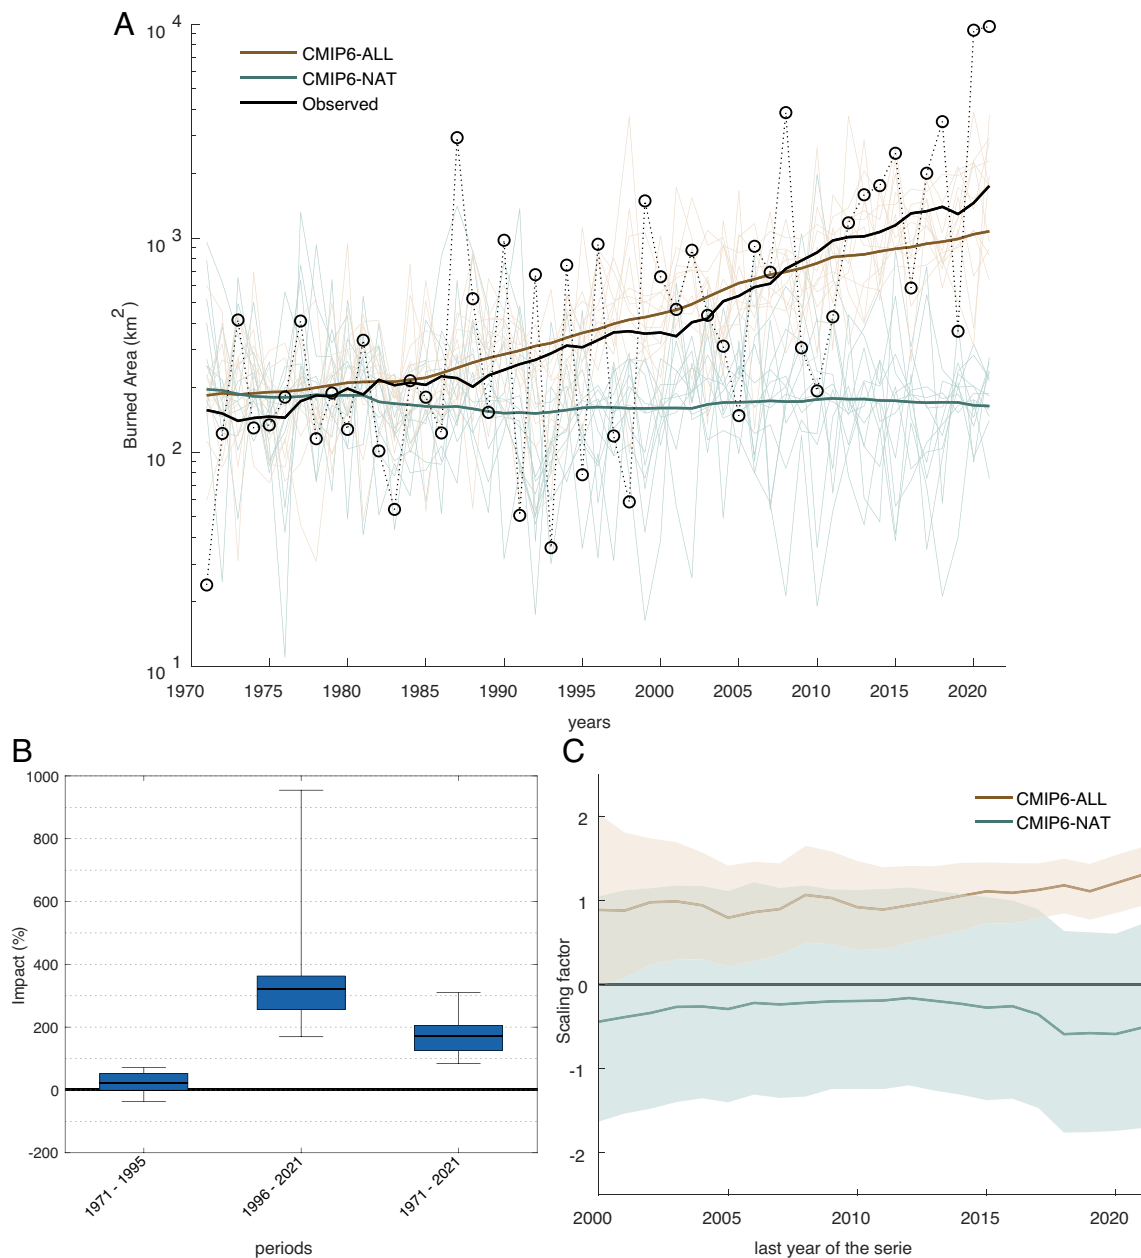 A
10 4
CMIP6-ALL
CMIP6-NAT
Observed
10 3
Burned Area (km2)
10 2
10 1
1970 1975 1980 1985 1990 1995 2000 2005 2010 2015 2020
years
B
1000
800
600
400
200
0
-200
Impact (%)
1971 - 1995
1996 - 2021
1971 - 2021
periods
C
CMIP6-ALL
CMIP6-NAT
2
1
0
-1
-2
Scaling factor
2000 2005 2010 2015 2020
last year of the serie